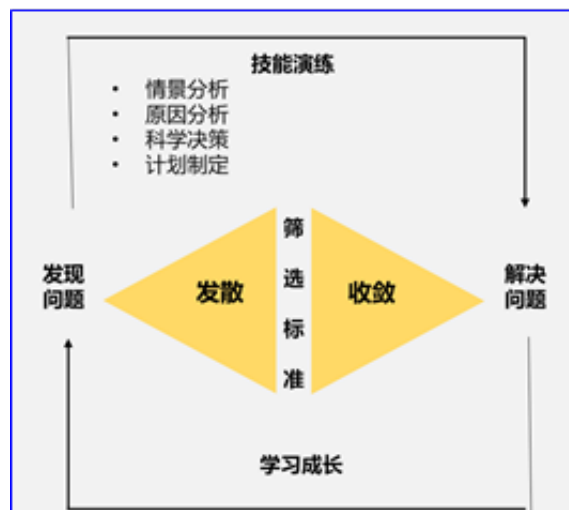 技能演练
• 情景分析
• 原因分析
• 科学决策
• 计划制定
发现
问题
发散
筛
选
标
准
收敛
解决
问题
学习成长